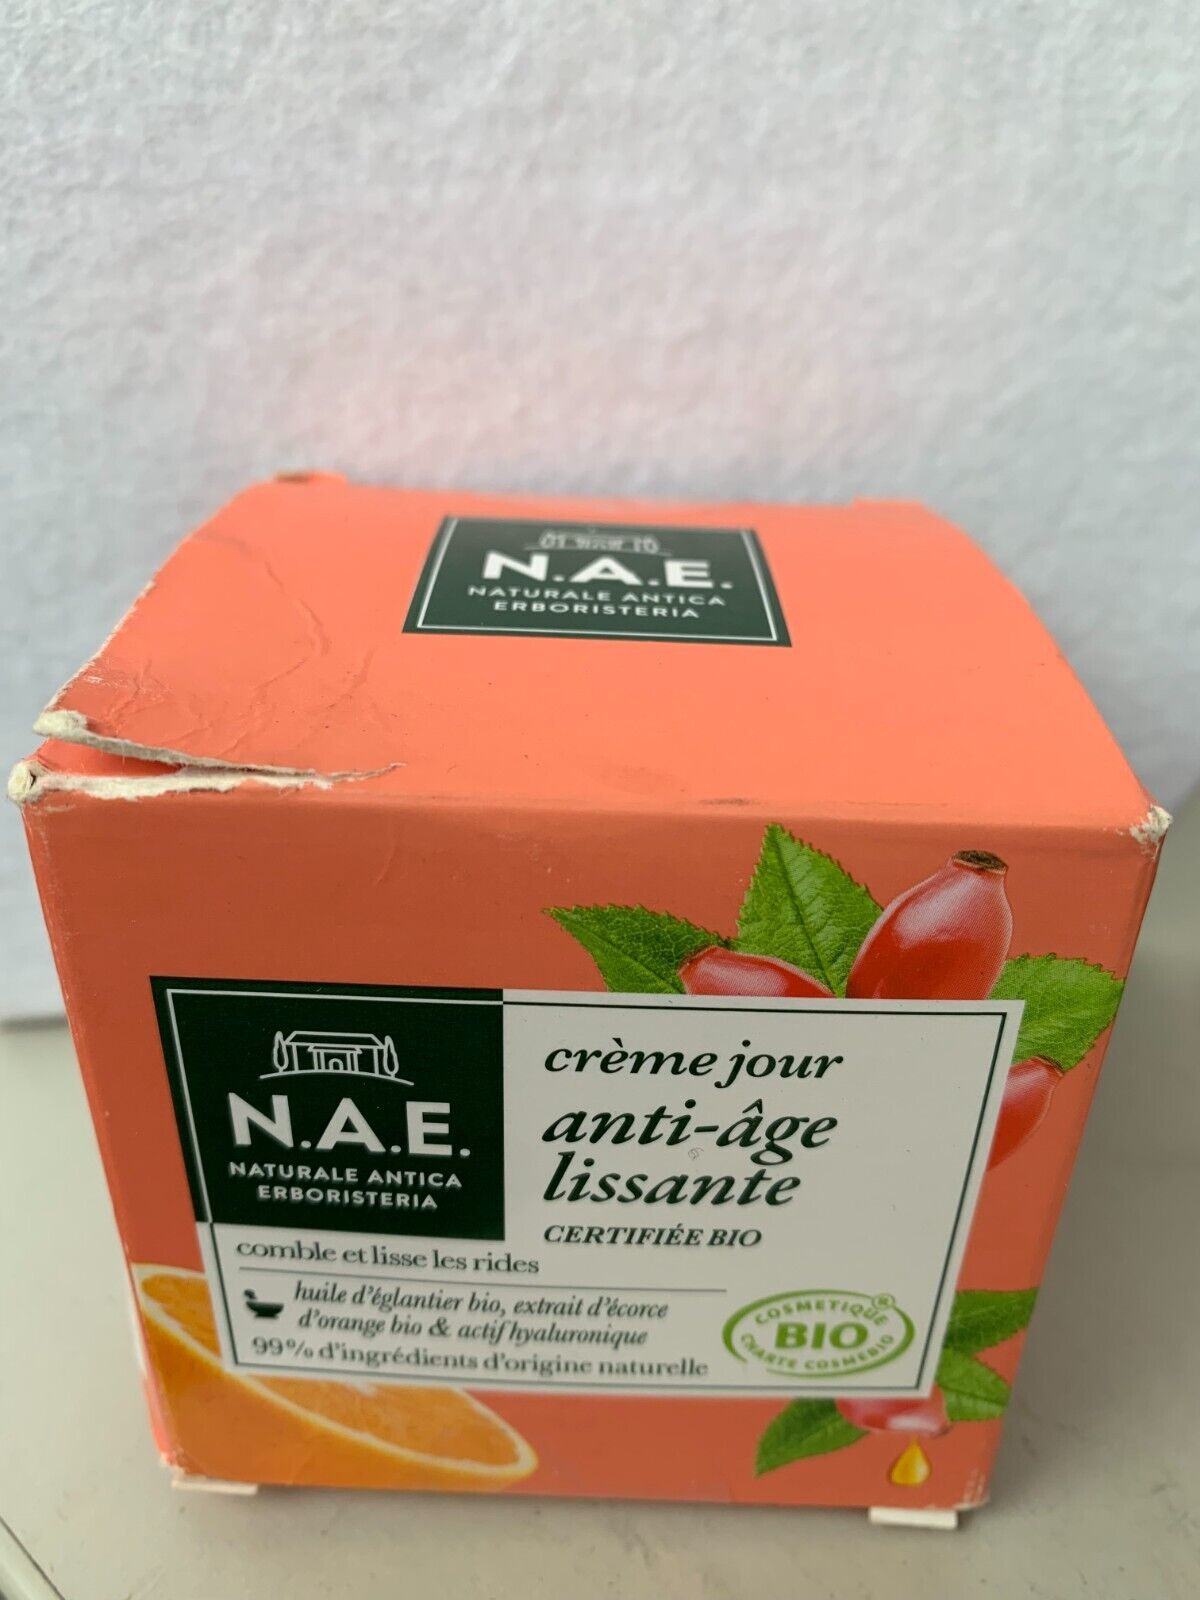 N.A.E.
NATURALE ANTICA
ERBORISTERIA
N.A.E.
NATURALE ANTICA
ERBORISTERIA
crème jour
anti-âge
lissante
CERTIFIÉE BIO
comble et lisse les rides
huile d'églantier bio, extrait d'écorce
d'orange bio & actif hyaluronique
99% d'ingrédients d'origine naturelle
COSMETIQUE®
BIO
CHARTE COSMEBIO